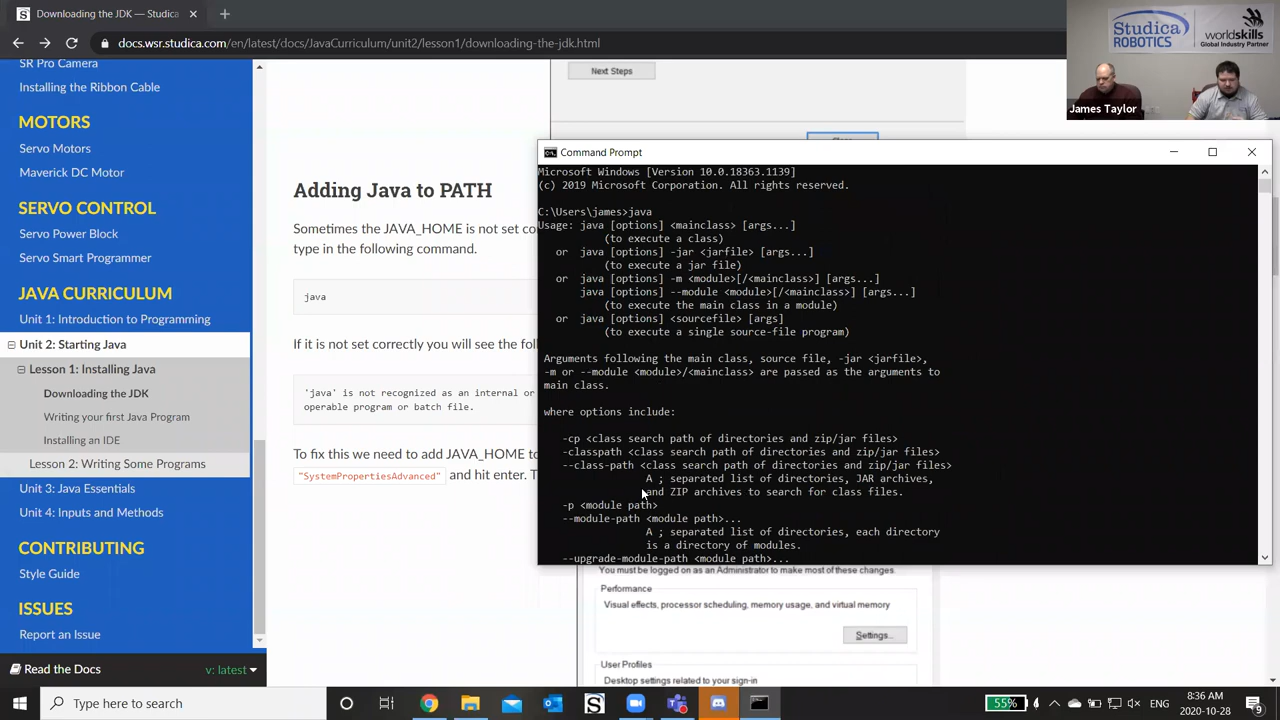 JDK — Studica
docs.wr.studica.com/en/latest/docs/JavaCurriculum/unit2/lesson1/downloading-the-jdk.html
Studica
ROBOTICS
worldskills
Global Industry Partner
James Taylor
SR Pro Camera
Installing the Ribbon Cable
MOTORS
Servo Motors
Maverick DC Motor
SERVO CONTROL
Servo Power Block
Servo Smart Programmer
JAVA CURRICULUM
Unit 1: Introduction to Programming
Unit 2: Starting Java
Lesson 1: Installing Java
Downloading the JDK
Writing your first Java Program
Installing an IDE
Lesson 2: Writing Some Programs
Unit 3: Java Essentials
Unit 4: Inputs and Methods
CONTRIBUTING
Style Guide
ISSUES
Report an Issue
Read the Docs
v: latest
Next Steps
Adding Java to PATH
Sometimes the JAVA_HOME is not set co
type in the following command.
java
If it is not set correctly you will see the foll
'java' is not recognized as an internal or
operable program or batch file.
To fix this we need to add JAVA_HOME to
"SystemPropertiesAdvanced" and hit enter. T
Command Prompt
Microsoft Windows [Version 10.0.18363.1139]
(c) 2019 Microsoft Corporation. All rights reserved.
C:\Users\james>java
Usage: java [options] <mainclass> [args...]
(to execute a class)
or java [options] -jar <jarfile> [args...]
(to execute a jar file)
or java [options] -m <module>[/<mainclass>] [args...]
java [options] --module <module>[/<mainclass>] [args...]
(to execute the main class in a module)
or java [options] <sourcefile> [args]
(to execute a single source-file program)
Arguments following the main class, source file, -jar <jarfile>,
-m or --module <module>/<mainclass> are passed as the arguments to
main class.
where options include:
-cp <class search path of directories and zip/jar files>
-classpath <class search path of directories and zip/jar files>
--class-path <class search path of directories and zip/jar files>
A ; separated list of directories, JAR archives,
and ZIP archives to search for class files.
-p <module path>
--module-path <module path>...
A ; separated list of directories, each directory
is a directory of modules.
--upgrade-module-path <module path>...
You must be logged on as an Administrator to make most of these changes.
Performance
Visual effects, processor scheduling, memory usage, and virtual memory
Settings...
User Profiles
Desktop settings related to your sign-in
Type here to search
55%
ENG
8:36 AM
2020-10-28
9